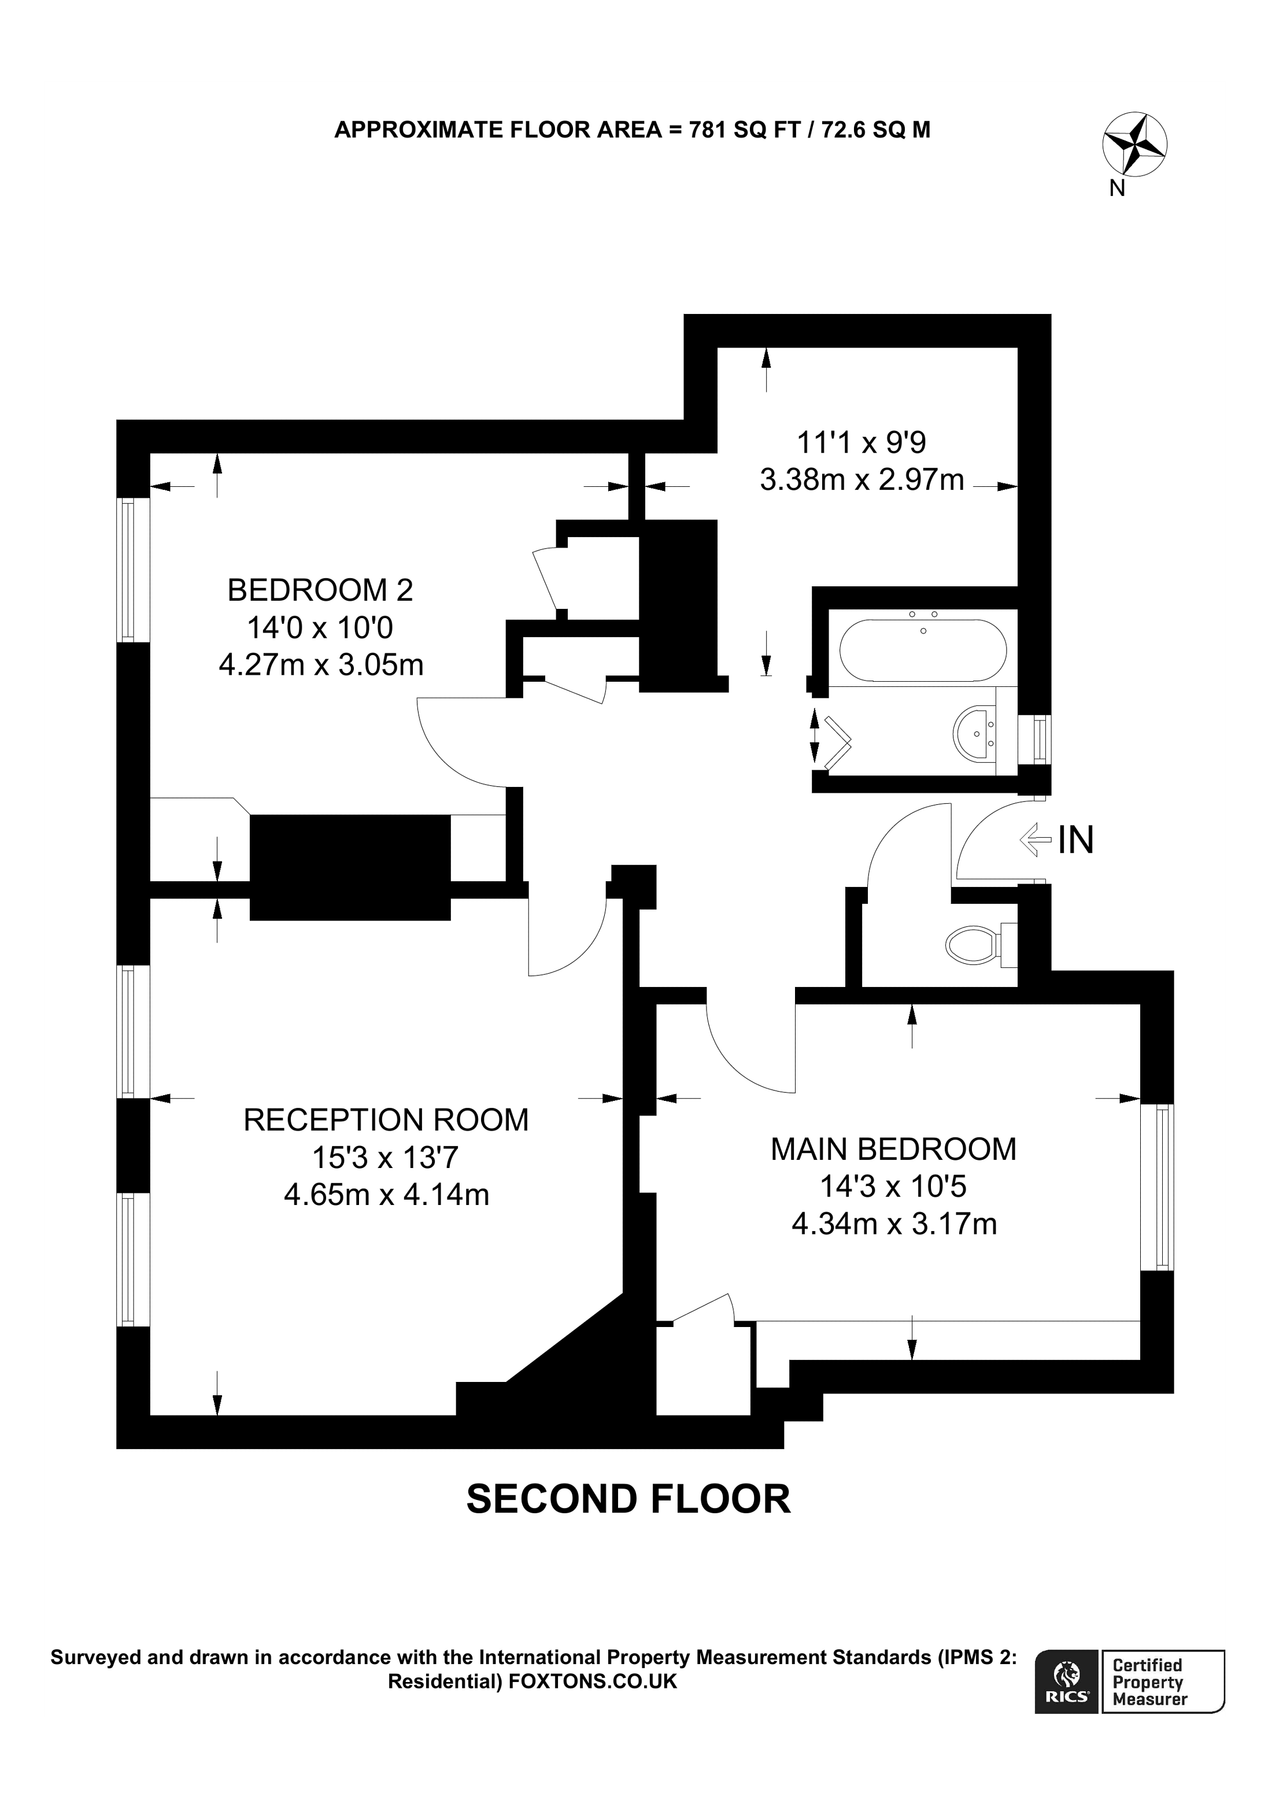 APPROXIMATE FLOOR AREA = 781 SQ FT / 72.6 SQ M
N
11'1 x 9'9
3.38m x 2.97m
BEDROOM 2
14'0 x 10'0
4.27m x 3.05m
IN
RECEPTION ROOM
15'3 x 13'7
4.65m x 4.14m
MAIN BEDROOM
14'3 x 10'5
4.34m x 3.17m
SECOND FLOOR
Surveyed and drawn in accordance with the International Property Measurement Standards (IPMS 2:
Residential) FOXTONS.CO.UK
RICS
Certified
Property
Measurer